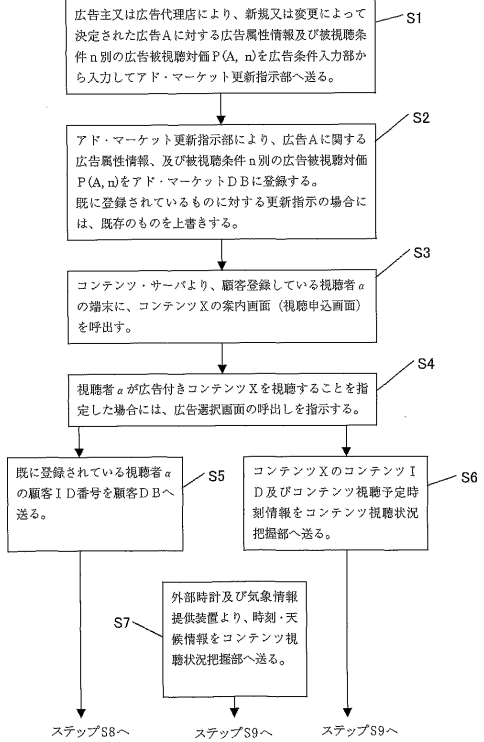 広告主又は広告代理店により、新規又は変更によって
決定された広告Aに対する広告属性情報及び被視聴条
件n別の広告被視聴対価P(A, n)を広告条件入力部か
ら入力してアド・マーケット更新指示部へ送る。
S1
アド・マーケット更新指示部により、広告Aに関する
広告属性情報、及び被視聴条件n別の広告被視聴対価
P(A, n)をアド・マーケットDBに登録する。
既に登録されているものに対する更新指示の場合に
は、既存のものを上書きする。
S2
コンテンツ・サーバより、顧客登録している視聴者α
の端末に、コンテンツXの案内画面(視聴申込画面)
を呼出す。
S3
視聴者αが広告付きコンテンツXを視聴することを指
定した場合には、広告選択画面の呼出しを指示する。
S4
既に登録されている視聴者α
の顧客ID番号を顧客DBへ
送る。
S5
コンテンツXのコンテンツI
D及びコンテンツ視聴予定時
刻情報をコンテンツ視聴状況
把握部へ送る。
S6
外部時計及び気象情報
提供装置より、時刻・天
候情報をコンテンツ視
聴状況把握部へ送る。
S7
ステップS8へ
ステップS9へ
ステップS9へ